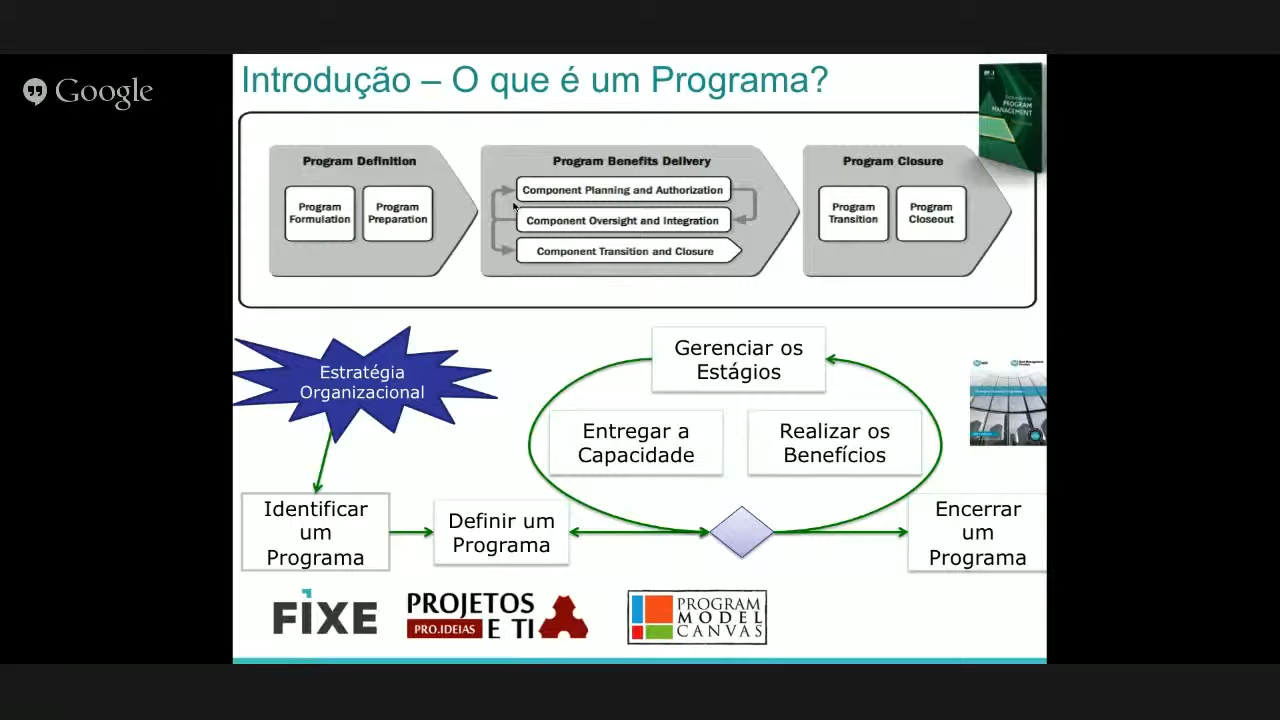 Google
Introdução – O que é um Programa?
PROGRAM
MANAGEMENT
Program Definition
Program
Formulation
Program
Preparation
Program Benefits Delivery
Component Planning and Authorization
Component Oversight and Integration
Component Transition and Closure
Program Closure
Program
Transition
Program
Closeout
Estratégia
Organizacional
Gerenciar os
Estágios
Entregar a
Capacidade
Realizar os
Benefícios
Identificar
um
Programa
Definir um
Programa
Encerrar
um
Programa
FIXE
PROJETOS
PRO.IDEIAS E TI
PROGRAM
MODEL
CANVAS